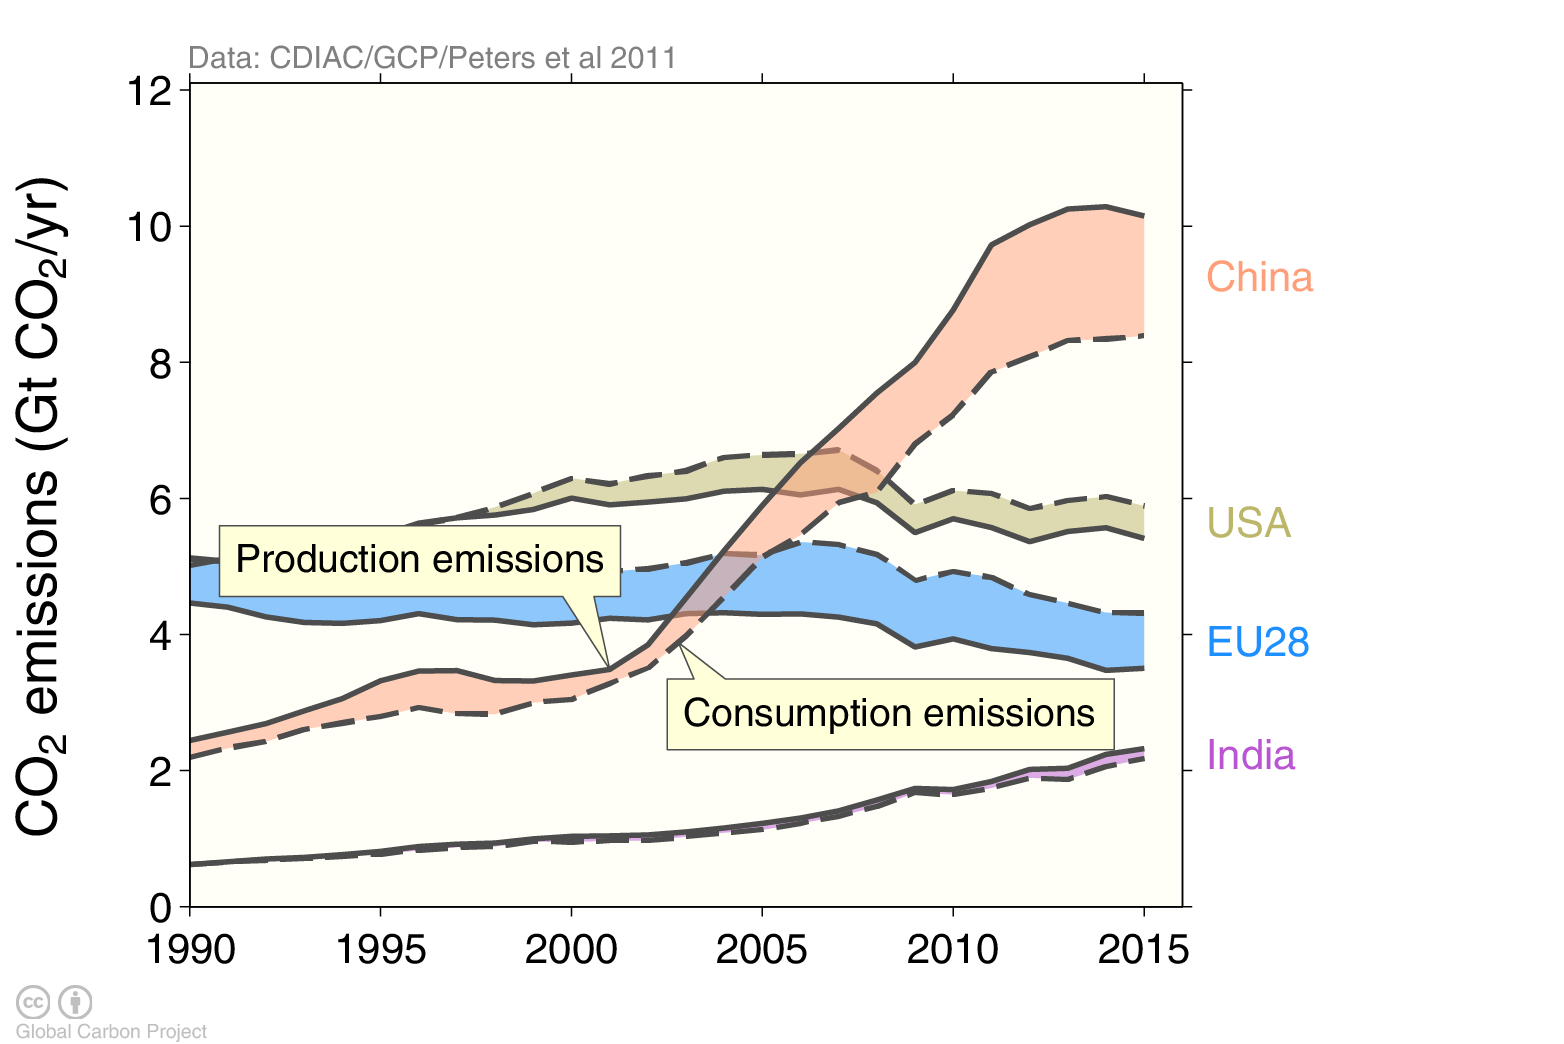 Data: CDIAC/GCP/Peters et al 2011
CO₂ emissions (Gt CO₂/yr)
12
10
8
6
4
2
0
1990 1995 2000 2005 2010 2015
Production emissions
Consumption emissions
China
USA
EU28
India
cc
Global Carbon Project